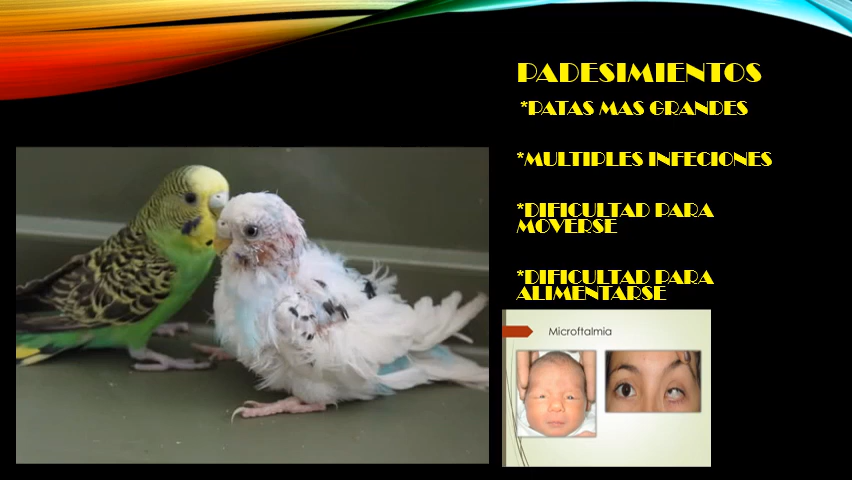 PADESIMIENTOS
*PATAS MAS GRANDES
*MULTIPLES INFECIONES
*DIFICULTAD PARA
MOVERSE
*DIFICULTAD PARA
ALIMENTARSE
Microftalmia